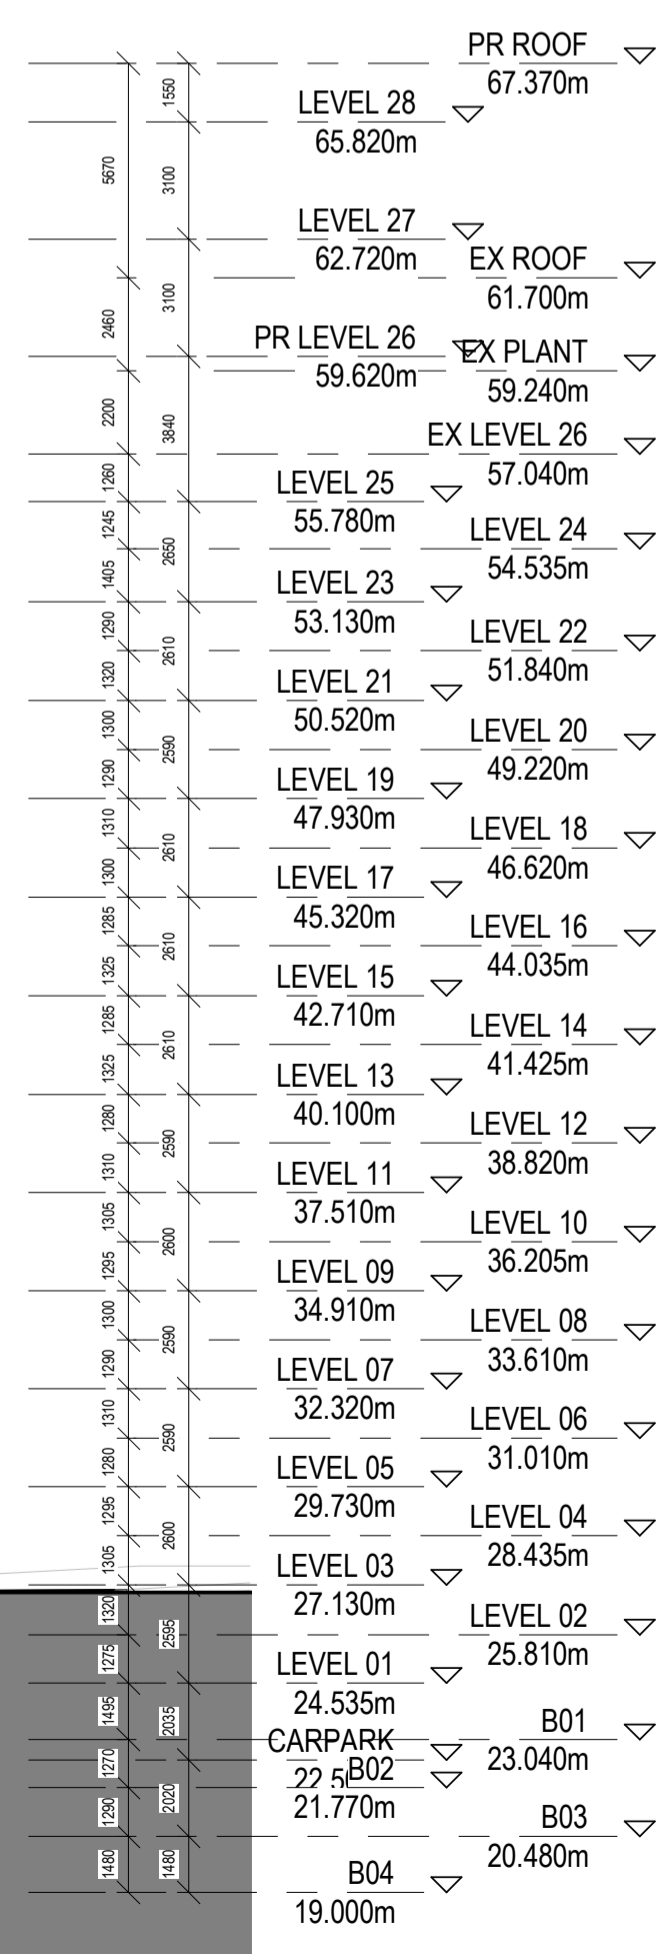 PR ROOF
67.370m
1550
LEVEL 28
65.820m
5670
3100
LEVEL 27
62.720m
EX ROOF
61.700m
3100
2460
PR LEVEL 26
59.620m
EX PLANT
59.240m
2200
3840
EX LEVEL 26
57.040m
1260
LEVEL 25
55.780m
1245
LEVEL 24
54.535m
2650
1405
LEVEL 23
53.130m
1290
LEVEL 22
51.840m
2610
1320
LEVEL 21
50.520m
1300
LEVEL 20
49.220m
2590
1290
LEVEL 19
47.930m
1310
LEVEL 18
46.620m
2610
1300
LEVEL 17
45.320m
1285
LEVEL 16
44.035m
2610
1325
LEVEL 15
42.710m
1285
LEVEL 14
41.425m
2610
1325
LEVEL 13
40.100m
1280
LEVEL 12
38.820m
2590
1310
LEVEL 11
37.510m
1305
LEVEL 10
36.205m
2600
1295
LEVEL 09
34.910m
1300
LEVEL 08
33.610m
2590
1290
LEVEL 07
32.320m
1310
LEVEL 06
31.010m
2590
1280
LEVEL 05
29.730m
1295
LEVEL 04
28.435m
2600
1305
LEVEL 03
27.130m
1320
LEVEL 02
25.810m
2595
1275
LEVEL 01
24.535m
1495
2035
B01
23.040m
CARPARK
1270
B02
21.770m
2020
1290
B03
20.480m
1480
1480
B04
19.000m